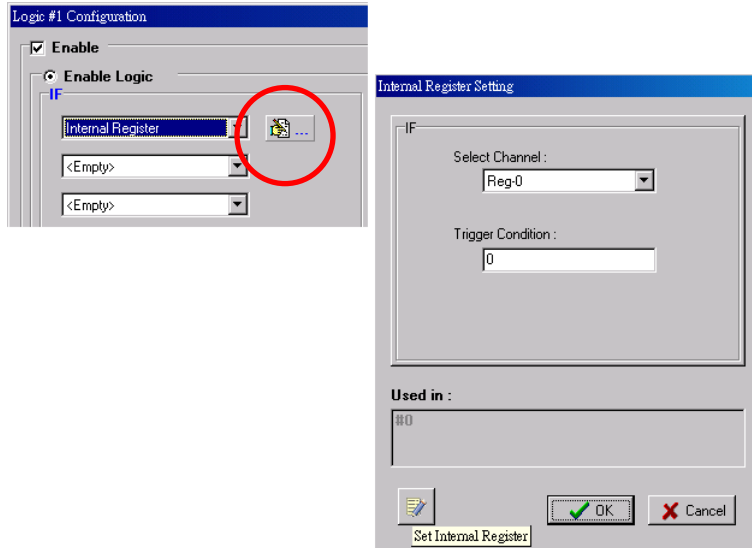 Logic #1 Configuration
Enable
Enable Logic
IF
Internal Register
...
<Empty>
<Empty>
Internal Register Setting
IF
Select Channel :
Reg-0
Trigger Condition :
0
Used in :
#0
OK
Cancel
Set Internal Register